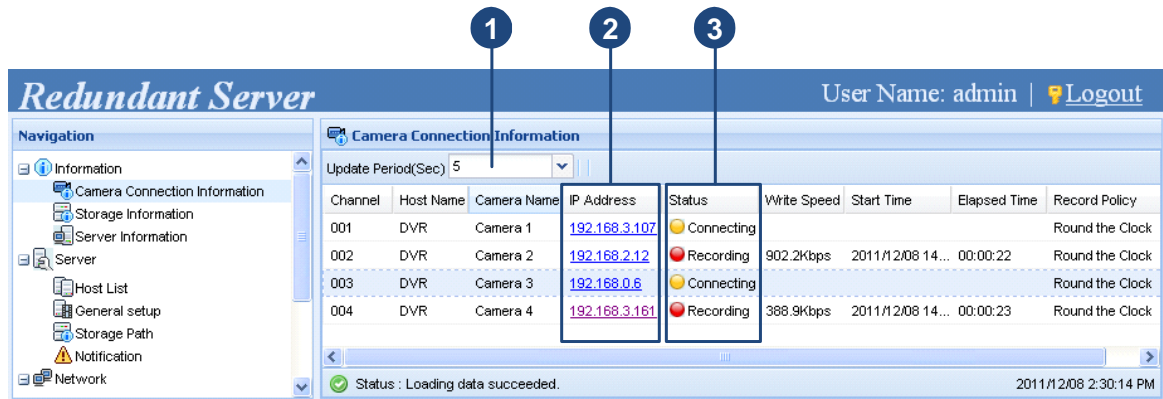 1 2 3
Redundant Server
User Name: admin | Logout
Navigation
Information
Camera Connection Information
Storage Information
Server Information
Server
Host List
General setup
Storage Path
Notification
Network
Camera Connection Information
Update Period(Sec) 5
Channel Host Name Camera Name IP Address Status Write Speed Start Time Elapsed Time Record Policy
001 DVR Camera 1 192.168.3.107 Connecting Round the Clock
002 DVR Camera 2 192.168.2.12 Recording 902.2Kbps 2011/12/08 14... 00:00:22 Round the Clock
003 DVR Camera 3 192.168.0.6 Connecting Round the Clock
004 DVR Camera 4 192.168.3.161 Recording 388.9Kbps 2011/12/08 14... 00:00:23 Round the Clock
Status : Loading data succeeded. 2011/12/08 2:30:14 PM